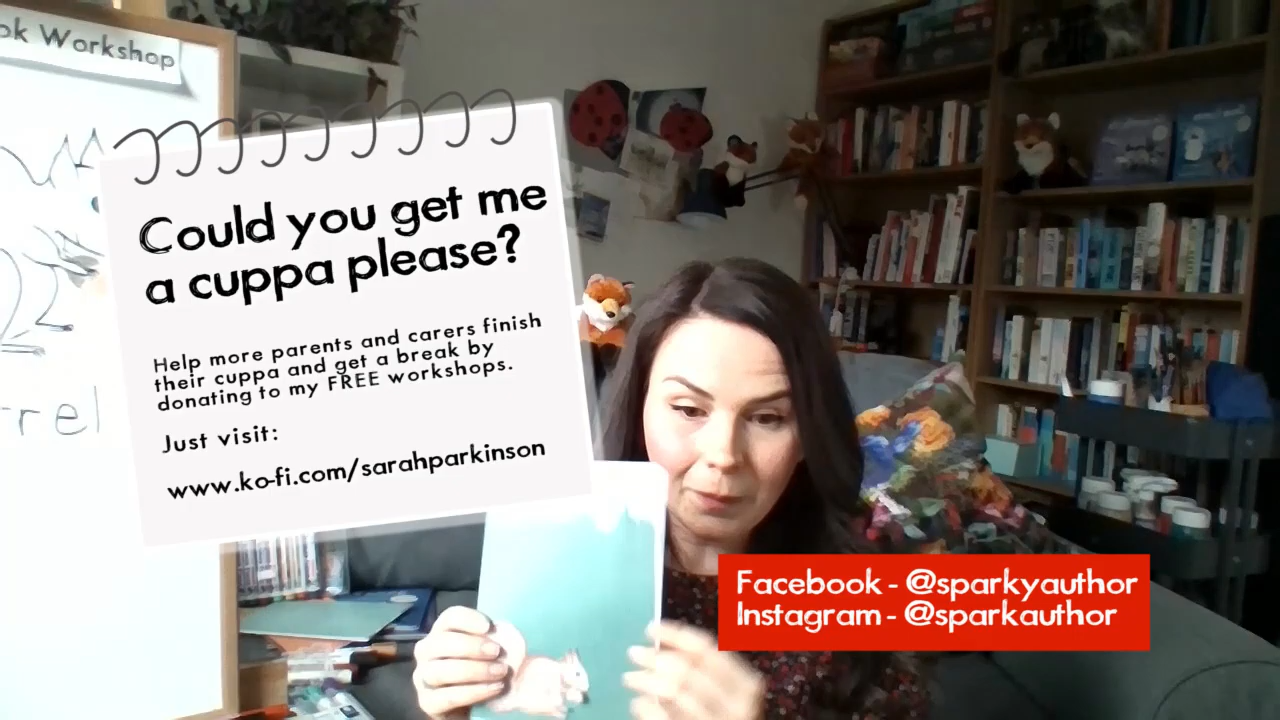 ok Workshop
Could you get me
a cuppa please?
Help more parents and carers finish
their cuppa and get a break by
donating to my FREE workshops.
Just visit:
www.ko-fi.com/sarahparkinson
rrel
Facebook - @sparkyauthor
Instagram - @sparkauthor